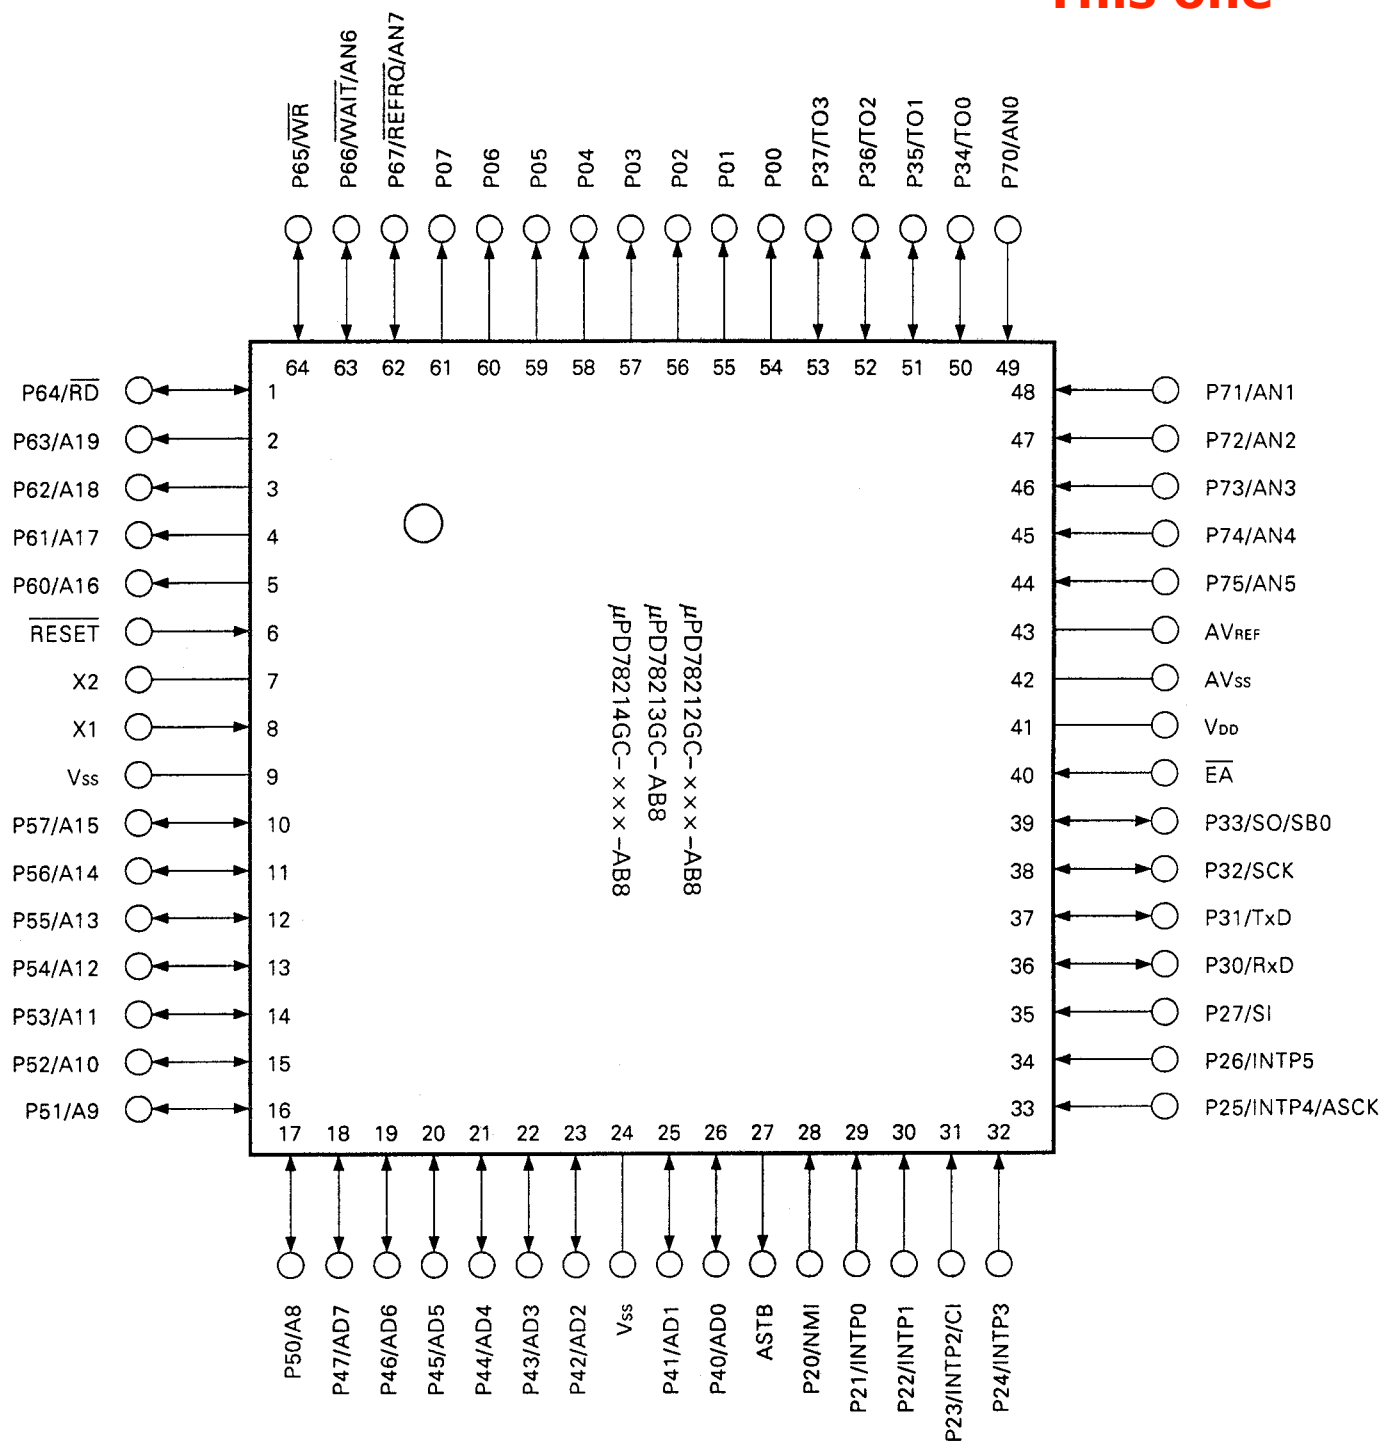 This one
P65/WR
P66/WAIT/AN6
P67/REFRQ/AN7
P07
P06
P05
P04
P03
P02
P01
P00
P37/TO3
P36/TO2
P35/TO1
P34/TO0
P70/AN0
64 63 62 61 60 59 58 57 56 55 54 53 52 51 50 49
P64/RD 1
P63/A19 2
P62/A18 3
P61/A17 4
P60/A16 5
RESET 6
X2 7
X1 8
Vss 9
P57/A15 10
P56/A14 11
P55/A13 12
P54/A12 13
P53/A11 14
P52/A10 15
P51/A9 16
μPD78212GC-×××-AB8
μPD78213GC-AB8
μPD78214GC-×××-AB8
48 P71/AN1
47 P72/AN2
46 P73/AN3
45 P74/AN4
44 P75/AN5
43 AVREF
42 AVss
41 VDD
40 EA
39 P33/SO/SB0
38 P32/SCK
37 P31/TxD
36 P30/RxD
35 P27/SI
34 P26/INTP5
33 P25/INTP4/ASCK
17 18 19 20 21 22 23 24 25 26 27 28 29 30 31 32
P50/A8
P47/AD7
P46/AD6
P45/AD5
P44/AD4
P43/AD3
P42/AD2
Vss
P41/AD1
P40/AD0
ASTB
P20/NMI
P21/INTP0
P22/INTP1
P23/INTP2/CI
P24/INTP3